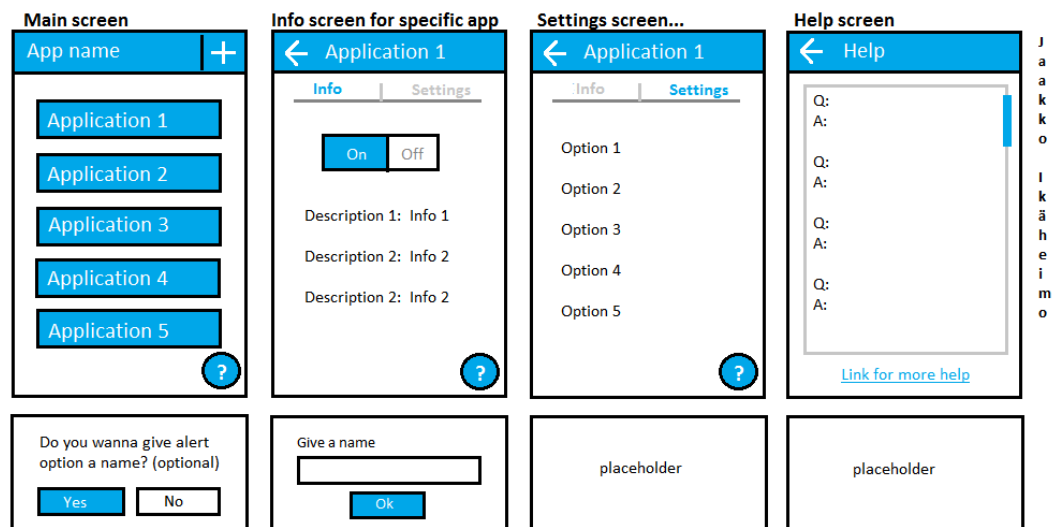 Main screen
App name
+
Application 1
Application 2
Application 3
Application 4
Application 5
?
Info screen for specific app
Application 1
Info | Settings
On Off
Description 1: Info 1
Description 2: Info 2
Description 2: Info 2
?
Settings screen...
Application 1
Info | Settings
Option 1
Option 2
Option 3
Option 4
Option 5
?
Help screen
Help
Q:
A:
Q:
A:
Q:
A:
Q:
A:
Link for more help
Jaakko Ikäheimo
Do you wanna give alert
option a name? (optional)
Yes No
Give a name
Ok
placeholder
placeholder